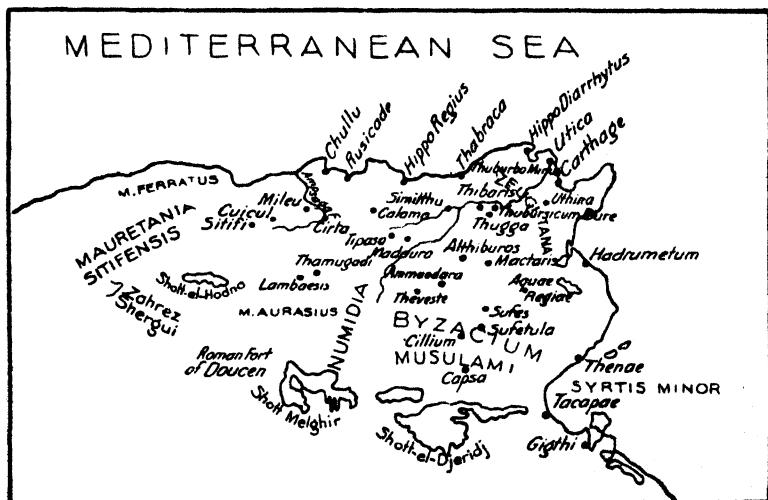 MEDITERRANEAN SEA
Chullu
Rusicade
Hippo Regius
Thabraca
Hippo Diarrhytus
Utica
Carthage
M. FERRATUS
Ampsaga F.
Mileu
Cuicul
Sitifi
Cirta
MAURETANIA
SITIFENSIS
Simitthu
Calama
Tipasa
Madauro
Thibaris
Uthina
Thubursicum
Thugga
Althiburos
Mactaris
Hadrumetum
Shott-el-Hodna
Zahrez
Shergui
Thamugadi
Lambaesis
Ammaedara
Theveste
Aquae
Regiae
M. AURASIUS
NUMIDIA
Sufes
Sufetula
BYZACIUM
Cillium
MUSULAMI
Capsa
Roman Fort
of Doucen
Shott Melghir
Thenae
SYRTIS MINOR
Tacapae
Shott-el-Djeridj
Gigthi